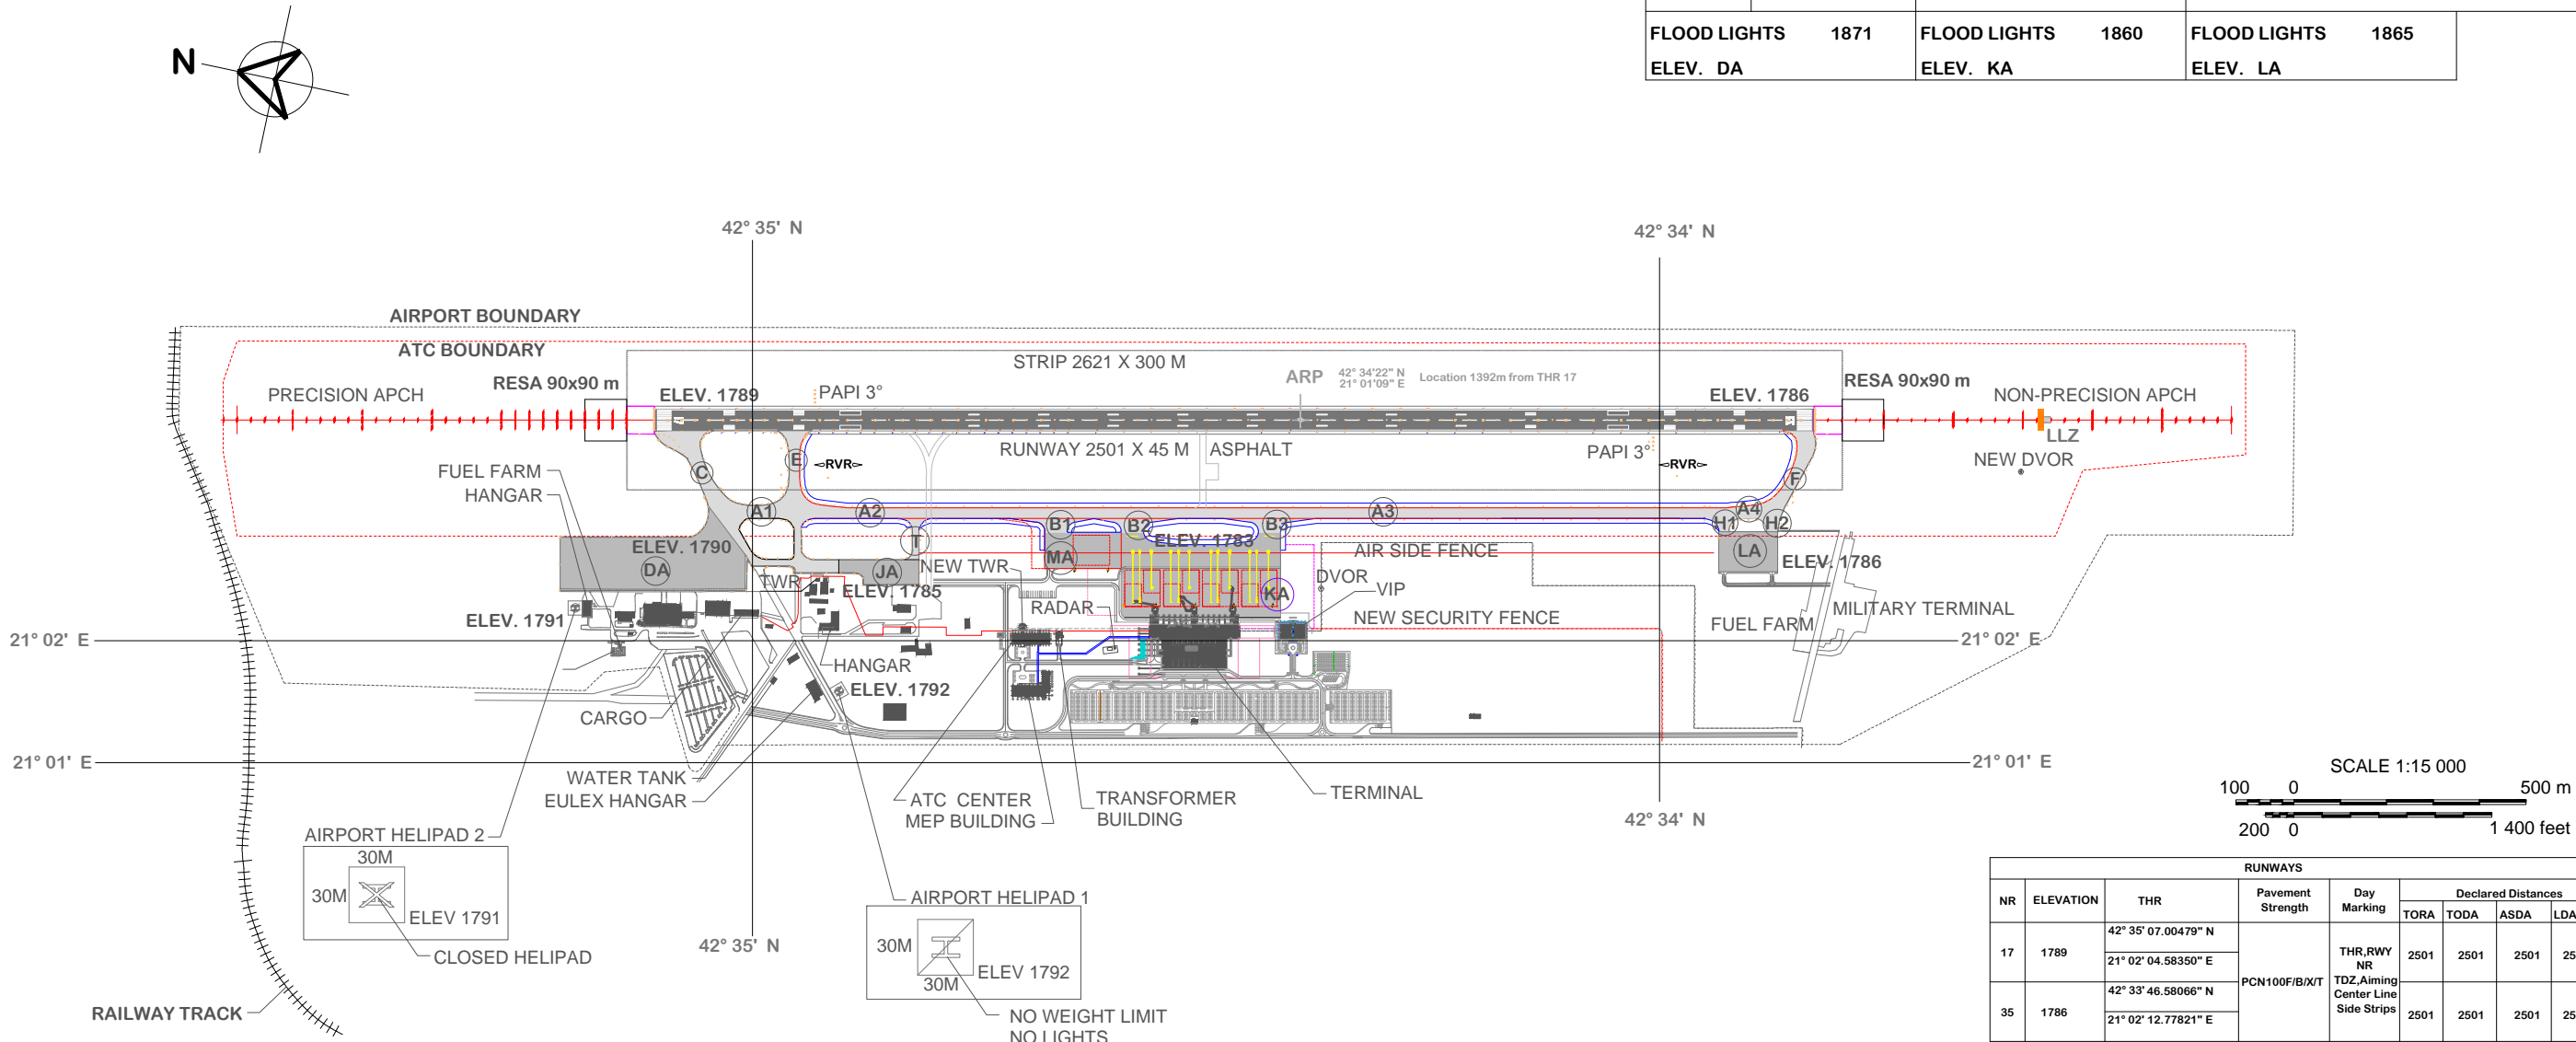 FLOOD LIGHTS 1871
ELEV. DA
FLOOD LIGHTS 1860
ELEV. KA
FLOOD LIGHTS 1865
ELEV. LA
N
42° 35' N
42° 34' N
AIRPORT BOUNDARY
ATC BOUNDARY
STRIP 2621 X 300 M
ARP
42° 34'22" N
21° 01'09" E
Location 1392m from THR 17
PRECISION APCH
RESA 90x90 m
ELEV. 1789
PAPI 3°
ELEV. 1786
RESA 90x90 m
NON-PRECISION APCH
LLZ
NEW DVOR
RUNWAY 2501 X 45 M ASPHALT
PAPI 3°
RVR
RVR
FUEL FARM
HANGAR
C
E
F
A1
A2
A3
A4
B1
B2
B3
H1
H2
T
MA
ELEV. 1783
LA
ELEV. 1786
AIR SIDE FENCE
ELEV. 1790
DA
TWR
JA
ELEV. 1785
NEW TWR
RADAR
KA
DVOR
VIP
NEW SECURITY FENCE
MILITARY TERMINAL
FUEL FARM
ELEV. 1791
21° 02' E
21° 02' E
HANGAR
ELEV. 1792
CARGO
21° 01' E
21° 01' E
WATER TANK
EULEX HANGAR
ATC CENTER
MEP BUILDING
TRANSFORMER
BUILDING
TERMINAL
42° 34' N
SCALE 1:15 000
100 0 500 m
200 0 1 400 feet
AIRPORT HELIPAD 2
30M
30M
ELEV 1791
CLOSED HELIPAD
42° 35' N
AIRPORT HELIPAD 1
30M
30M
ELEV 1792
NO WEIGHT LIMIT
NO LIGHTS
RAILWAY TRACK
RUNWAYS
NR ELEVATION THR Pavement Strength Day Marking Declared Distances
TORA TODA ASDA LDA
17 1789 42° 35' 07.00479" N
21° 02' 04.58350" E
2501 2501 2501 25
PCN100F/B/X/T
THR,RWY
NR
TDZ,Aiming
Center Line
Side Strips
35 1786 42° 33' 46.58066" N
21° 02' 12.77821" E
2501 2501 2501 25